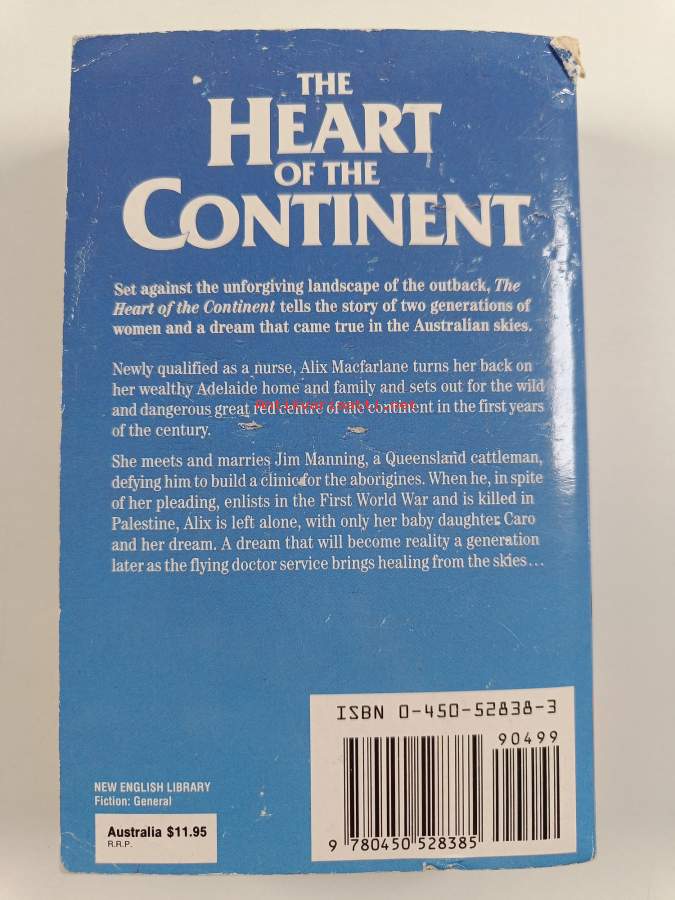 THE
HEART
OF THE
CONTINENT
Set against the unforgiving landscape of the outback, The
Heart of the Continent tells the story of two generations of
women and a dream that came true in the Australian skies.
Newly qualified as a nurse, Alix Macfarlane turns her back on
her wealthy Adelaide home and family and sets out for the wild
and dangerous great red centre of the continent in the first years
of the century.
She meets and marries Jim Manning, a Queensland cattleman,
defying him to build a clinic for the aborigines. When he, in spite
of her pleading, enlists in the First World War and is killed in
Palestine, Alix is left alone, with only her baby daughter Caro
and her dream. A dream that will become reality a generation
later as the flying doctor service brings healing from the skies...
ISBN 0-450-52838-3
90499
9 780450 528385
NEW ENGLISH LIBRARY
Fiction: General
Australia $11.95
R.R.P.